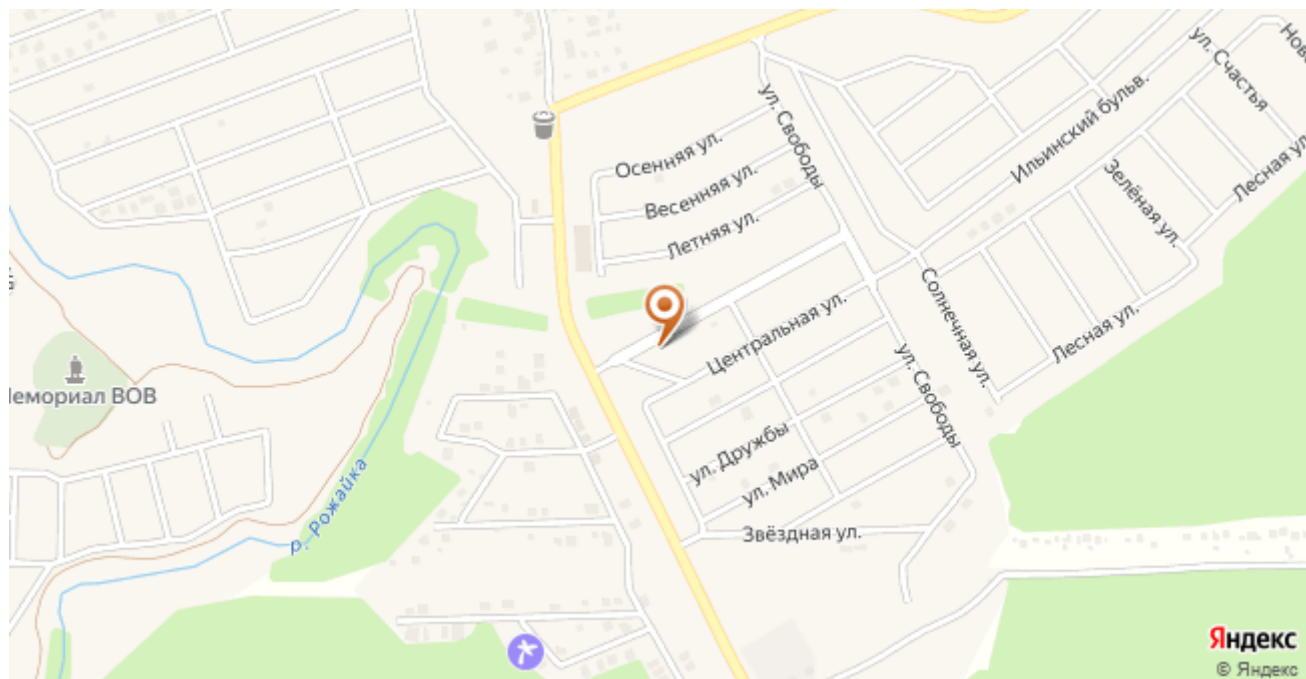 ул. Счастья
Нов
Ильинский бульв.
ул. Свободы
Осенняя ул.
Весенняя ул.
Летняя ул.
Зелёная ул.
Лесная ул.
Солнечная ул.
Центральная ул.
Лесная ул.
ул. Свободы
емориал ВОВ
ул. Дружбы
ул. Мира
р. Рожайка
Звёздная ул.
Яндекс
© Яндекс